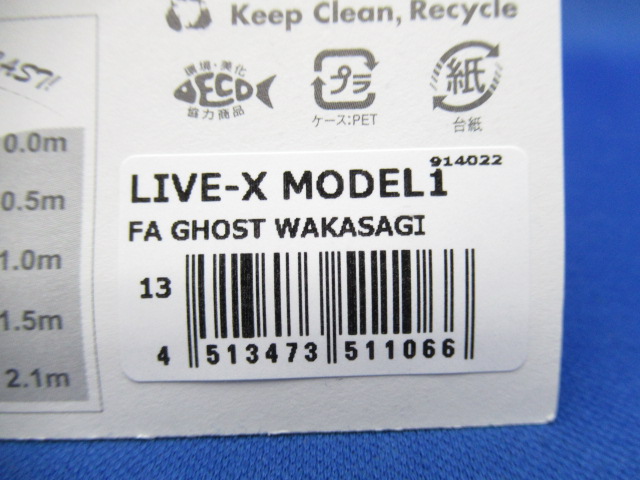 Keep Clean, Recycle
環境・美化
ECO
協力商品
プラ
ケース:PET
紙
台紙
0.0m
0.5m
1.0m
1.5m
2.1m
914022
LIVE-X MODEL1
FA GHOST WAKASAGI
13
4 513473 511066